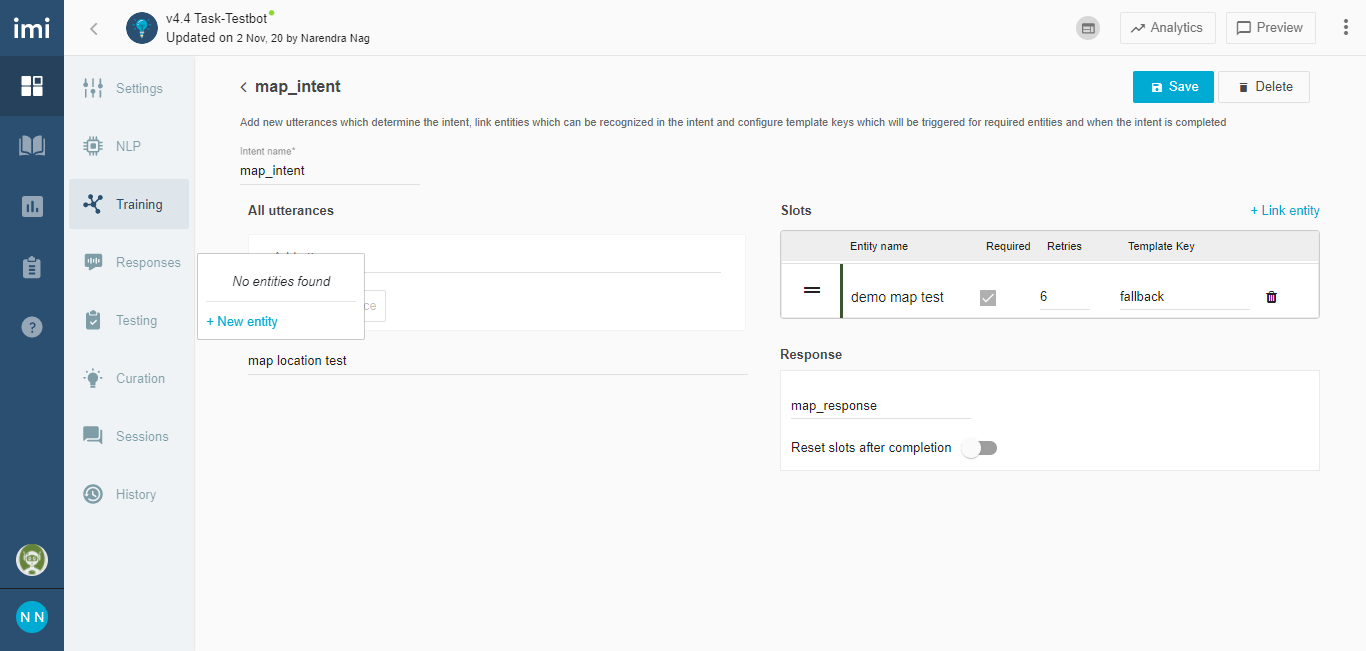 imi
v4.4 Task-Testbot
Updated on 2 Nov, 20 by Narendra Nag
Analytics
Preview
Settings
NLP
Training
Responses
Testing
Curation
Sessions
History
?
N N
map_intent
Save
Delete
Add new utterances which determine the intent, link entities which can be recognized in the intent and configure template keys which will be triggered for required entities and when the intent is completed
Intent name*
map_intent
All utterances
No entities found
+ New entity
ce
map location test
Slots
+ Link entity
Entity name Required Retries Template Key
demo map test 6 fallback
Response
map_response
Reset slots after completion